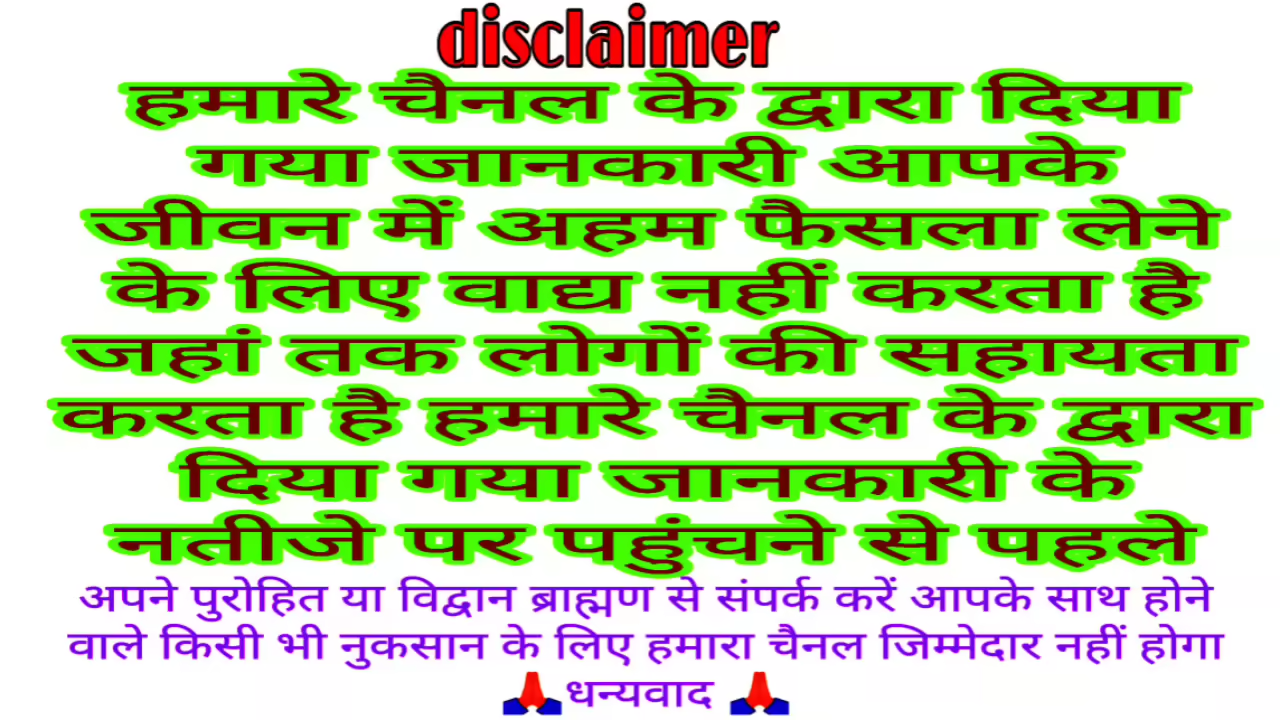 disclaimer
हमारे चैनल के द्वारा दिया
गया जानकारी आपके
जीवन में अहम फैसला लेने
के लिए वाद्य नहीं करता है
जहां तक लोगों की सहायता
करता है हमारे चैनल के द्वारा
दिया गया जानकारी के
नतीजे पर पहुंचने से पहले
अपने पुरोहित या विद्वान ब्राह्मण से संपर्क करें आपके साथ होने
वाले किसी भी नुकसान के लिए हमारा चैनल जिम्मेदार नहीं होगा
🙏धन्यवाद 🙏